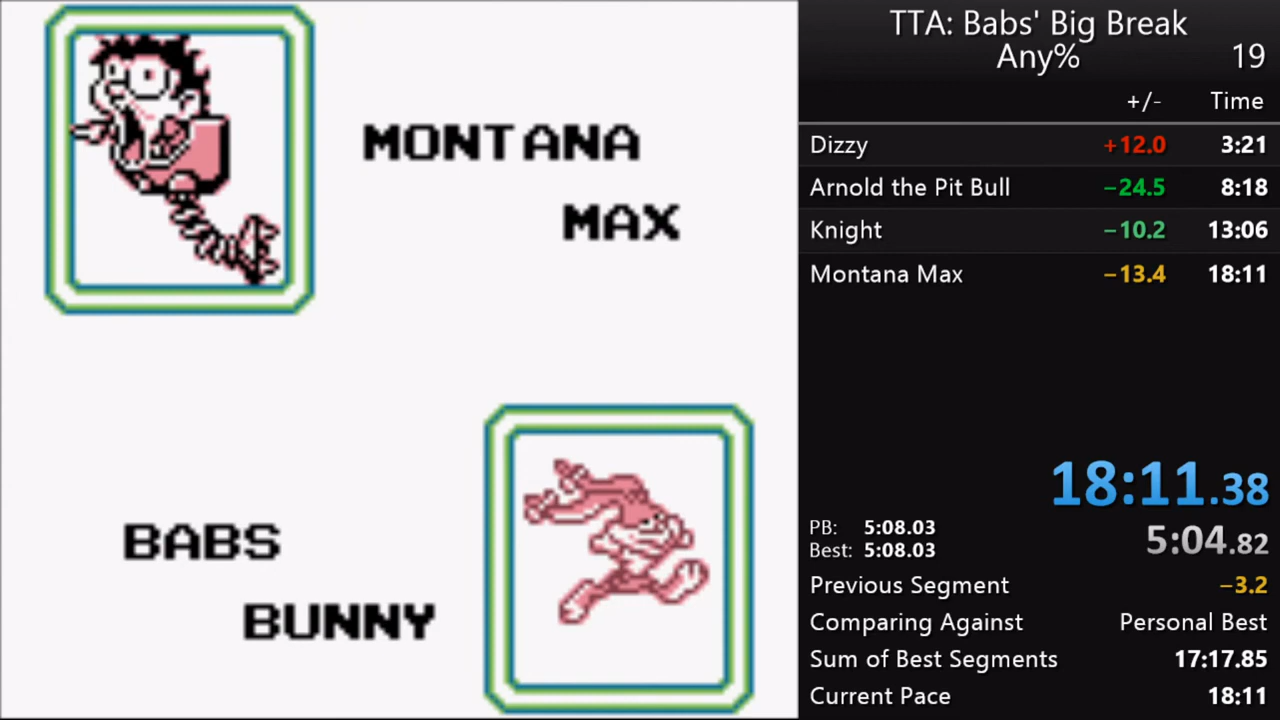 MONTANA
MAX
BABS
BUNNY
TTA: Babs' Big Break
Any% 19
+/- Time
Dizzy +12.0 3:21
Arnold the Pit Bull −24.5 8:18
Knight −10.2 13:06
Montana Max −13.4 18:11
18:11.38
PB: 5:08.03
Best: 5:08.03
5:04.82
Previous Segment −3.2
Comparing Against Personal Best
Sum of Best Segments 17:17.85
Current Pace 18:11